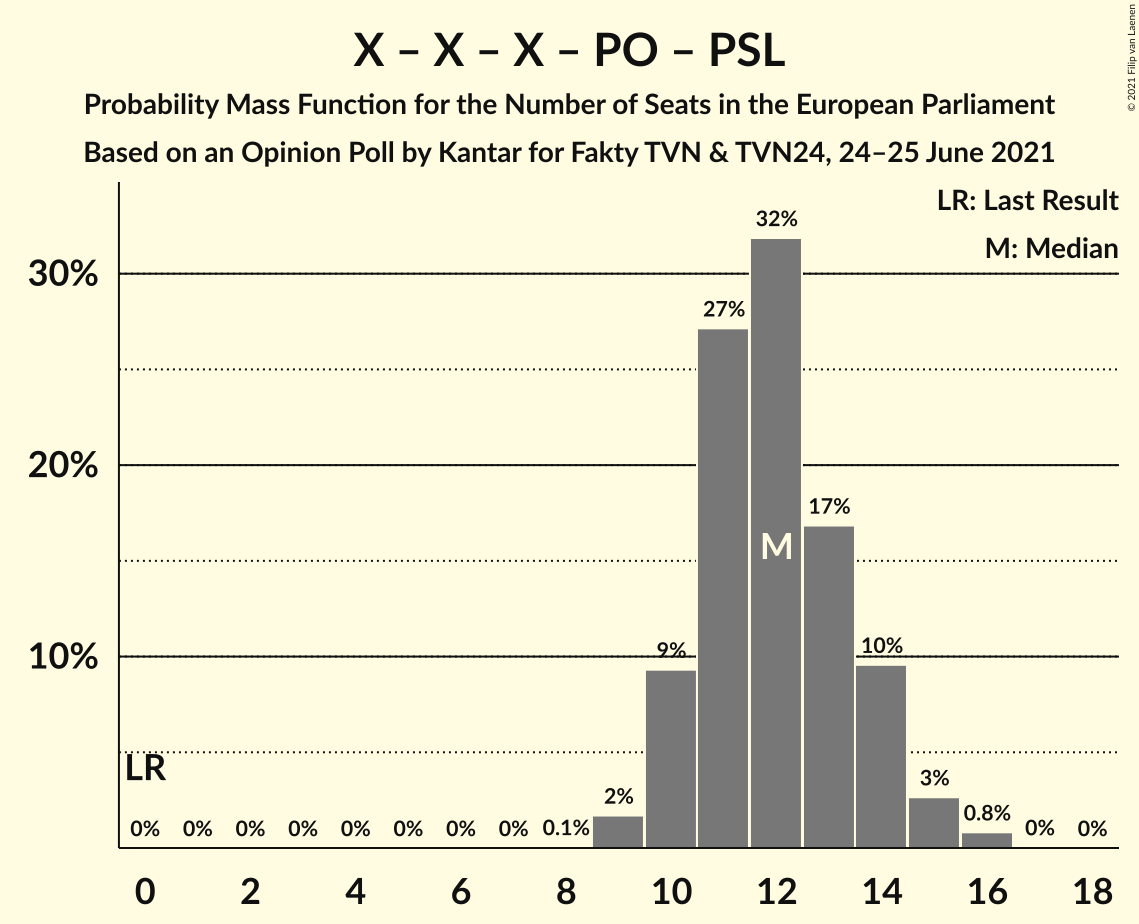 X – X – X – PO – PSL
Probability Mass Function for the Number of Seats in the European Parliament
Based on an Opinion Poll by Kantar for Fakty TVN & TVN24, 24–25 June 2021
© 2021 Filip van Laenen
LR: Last Result
M: Median
30%
20%
10%
32%
27%
17%
M
9%
10%
LR
2%
3%
0% 0% 0% 0% 0% 0% 0% 0% 0.1% 0.8% 0% 0%
0 2 4 6 8 10 12 14 16 18